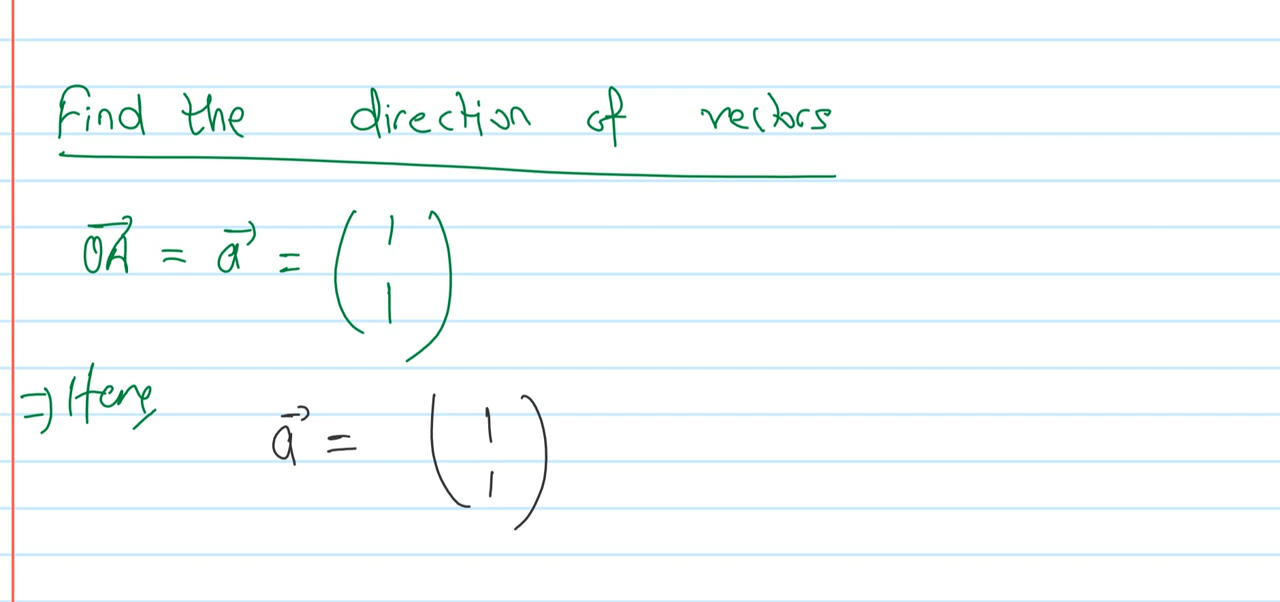 Find the direction of vectors
→OA = →a = (1
1)
⇒ Here,
→a = (1
1)